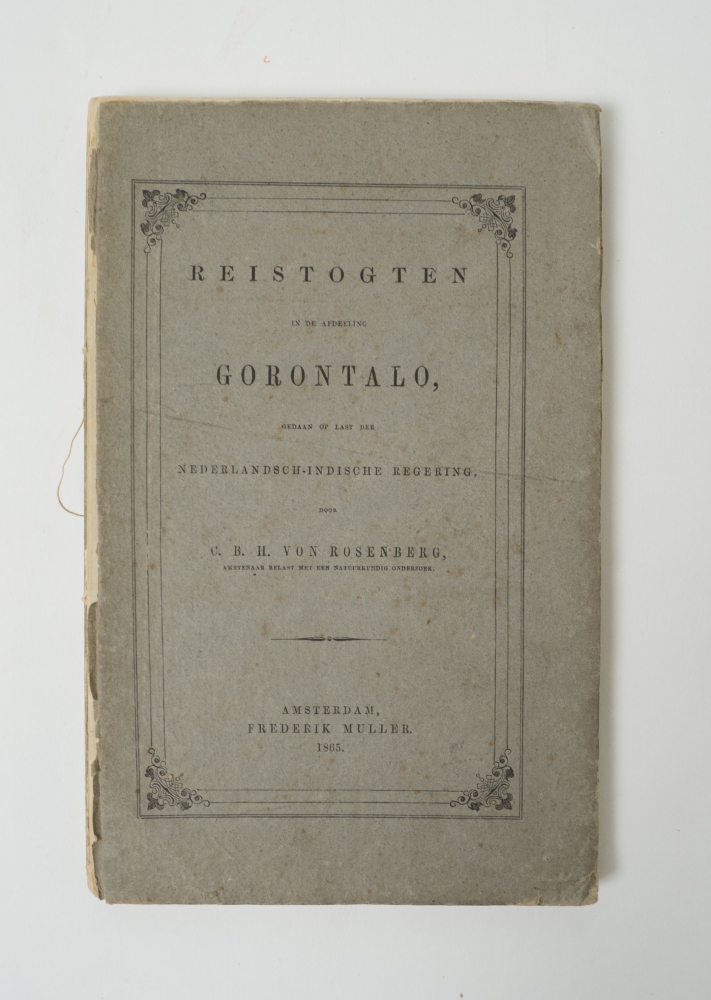 REISTOGTEN
IN DE AFDEELING
GORONTALO,
GEDAAN OP LAST DER
NEDERLANDSCH-INDISCHE REGERING,
DOOR
C. B. H. VON ROSENBERG,
AMBTENAAR BELAST MET EEN NATUURKUNDIG ONDERZOEK.
AMSTERDAM,
FREDERIK MULLER.
1865.